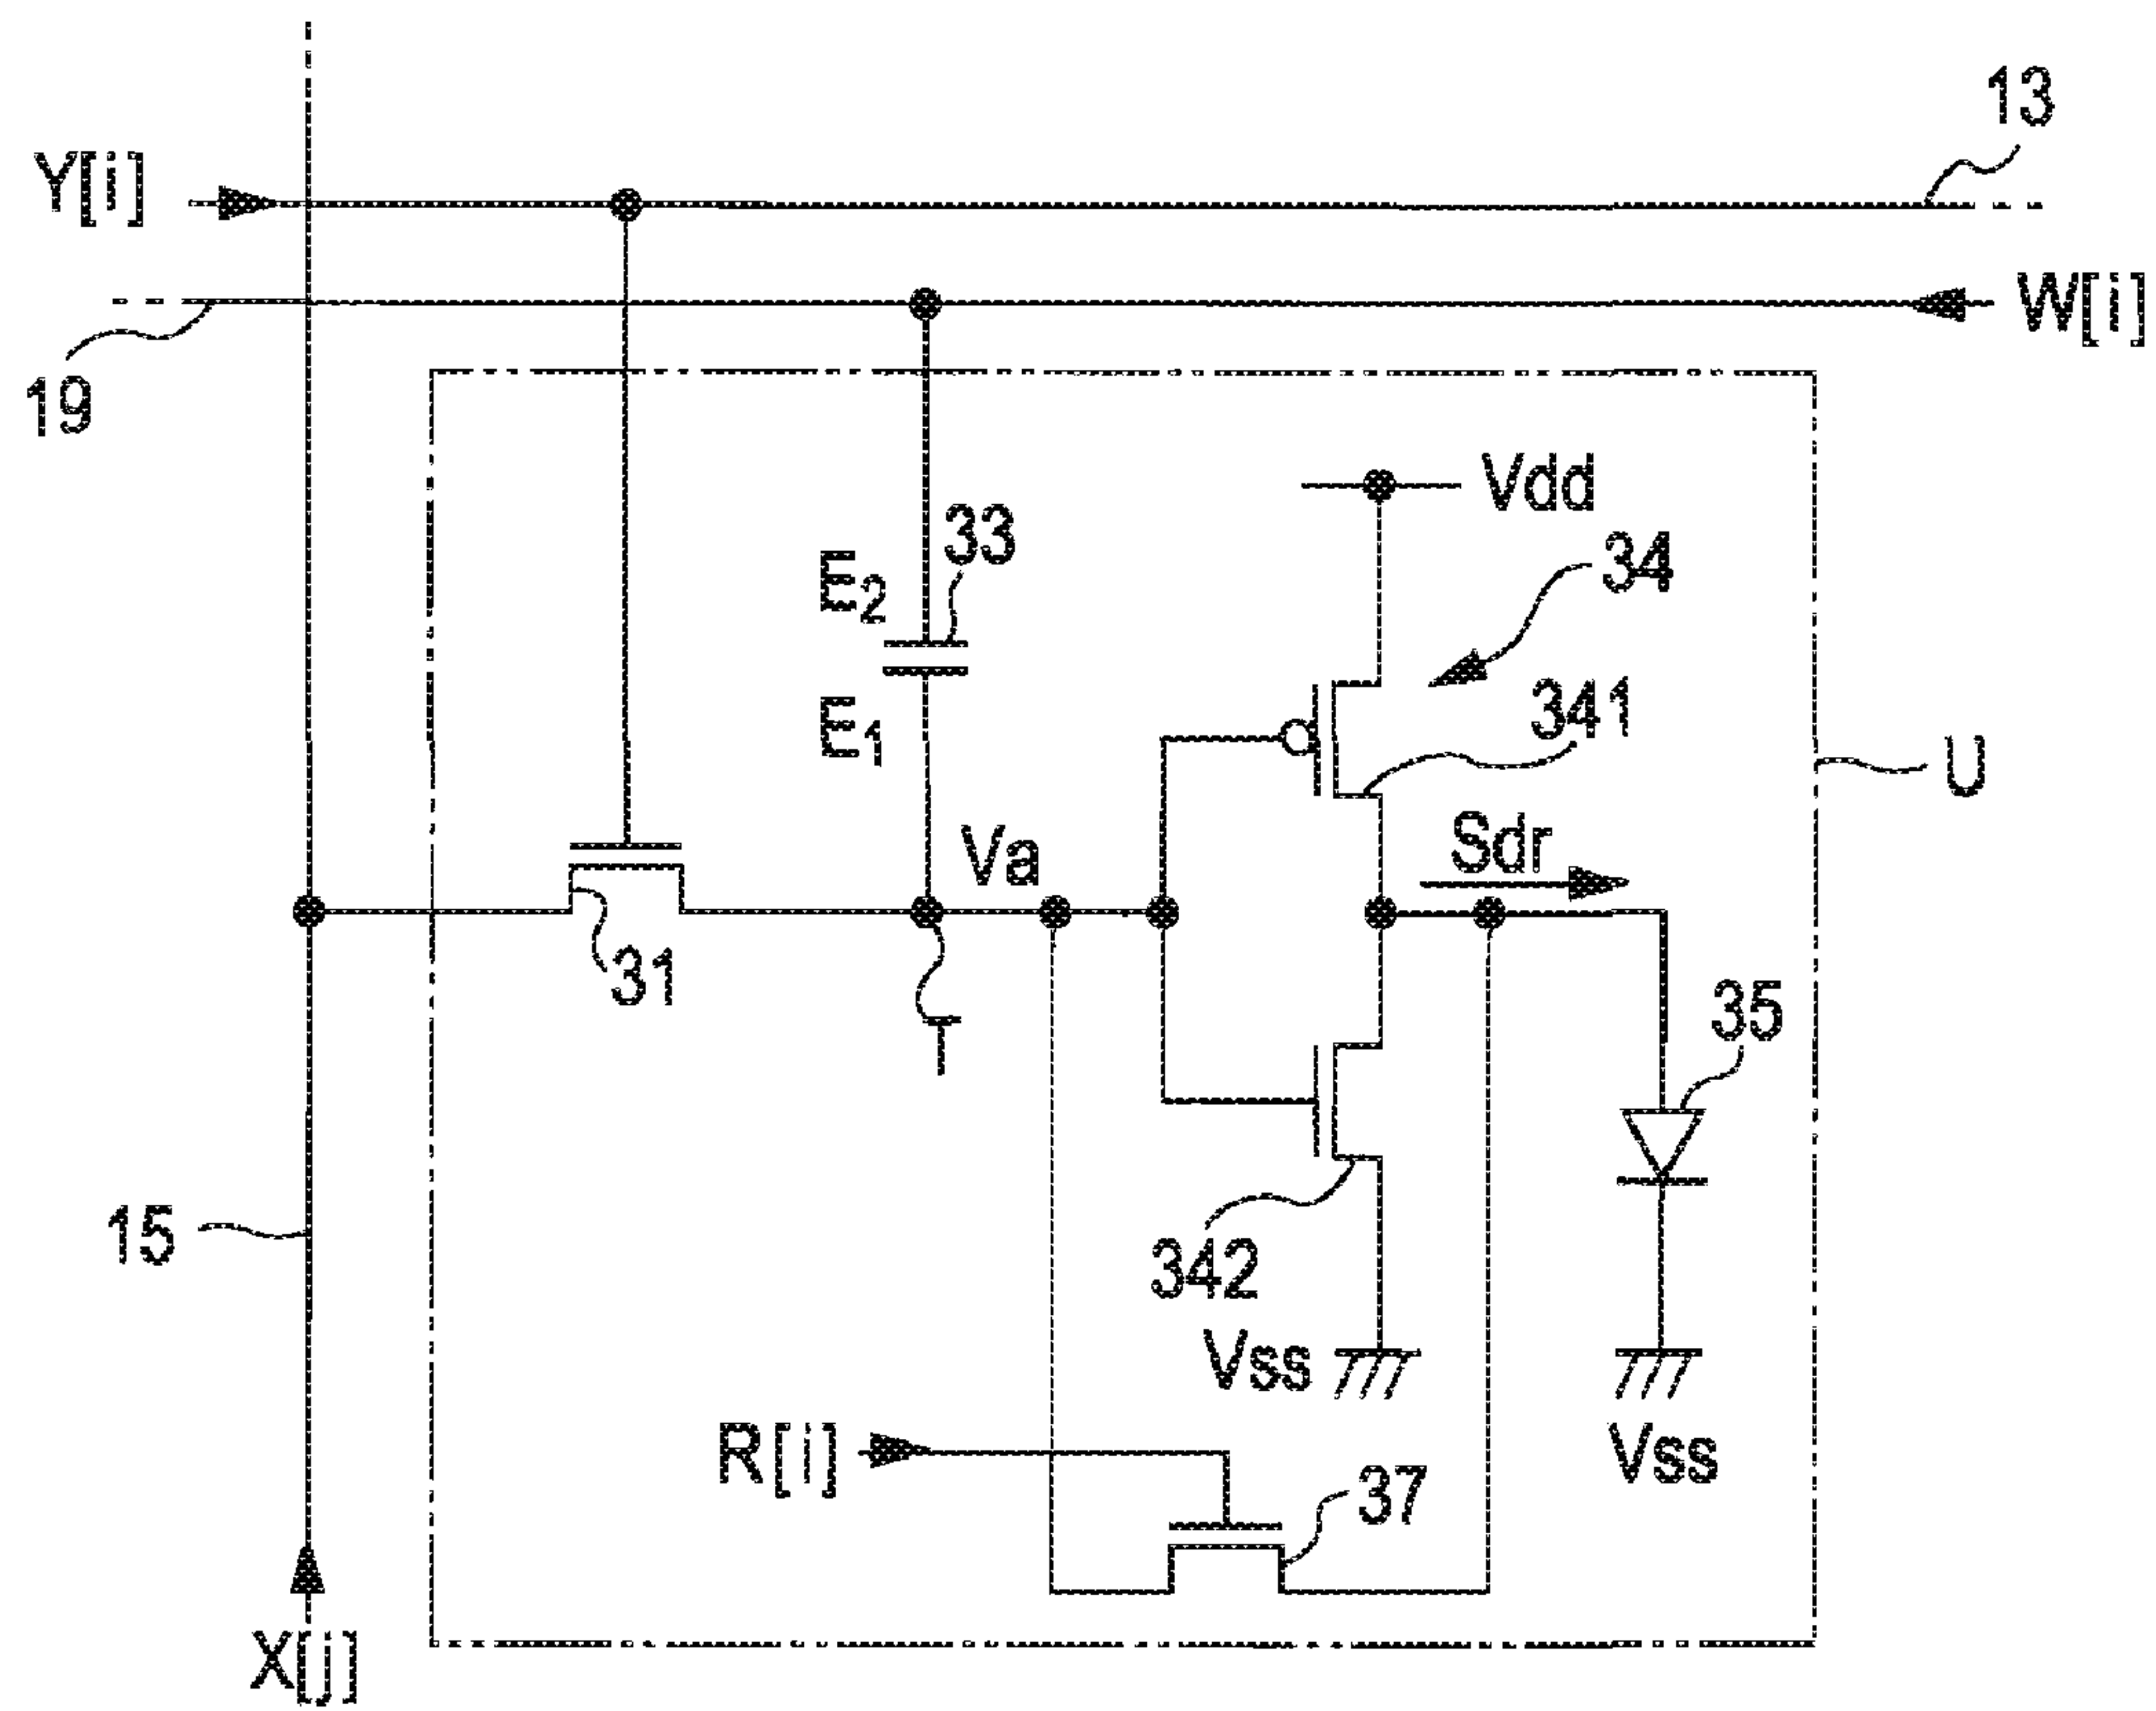 13
Y[i]
W[i]
19
Vdd
33
E2
34
E1
341
U
Sdr
Va
31
35
T
15
342
Vss
R[i]
Vss
37
X[j]